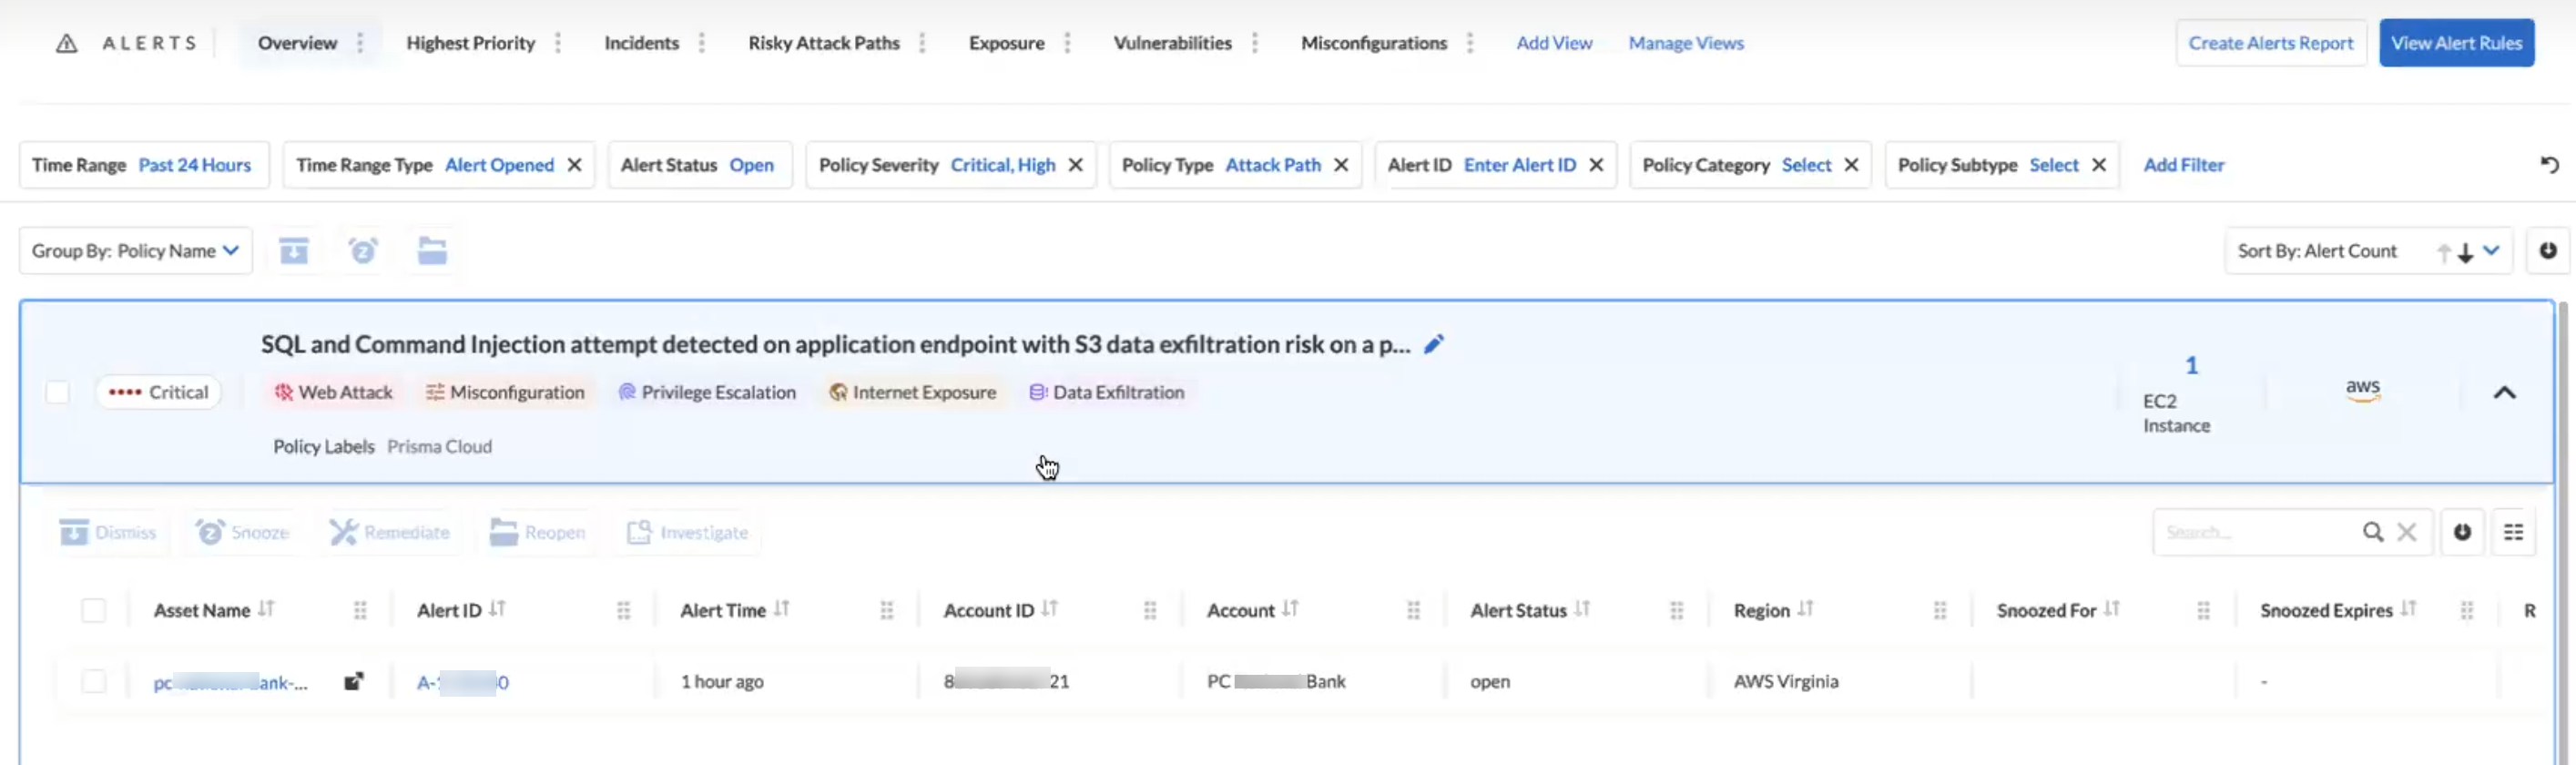 ALERTS Overview Highest Priority Incidents Risky Attack Paths Exposure Vulnerabilities Misconfigurations Add View Manage Views Create Alerts Report View Alert Rules
Time Range Past 24 Hours Time Range Type Alert Opened Alert Status Open Policy Severity Critical, High Policy Type Attack Path Alert ID Enter Alert ID Policy Category Select Policy Subtype Select Add Filter
Group By: Policy Name Sort By: Alert Count
SQL and Command Injection attempt detected on application endpoint with S3 data exfiltration risk on a p...
Critical Web Attack Misconfiguration Privilege Escalation Internet Exposure Data Exfiltration
1
EC2
Instance
aws
Policy Labels Prisma Cloud
Dismiss Snooze Remediate Reopen Investigate Search...
Asset Name Alert ID Alert Time Account ID Account Alert Status Region Snoozed For Snoozed Expires R
pc ank-... A- 0 1 hour ago 8 21 PC Bank open AWS Virginia -